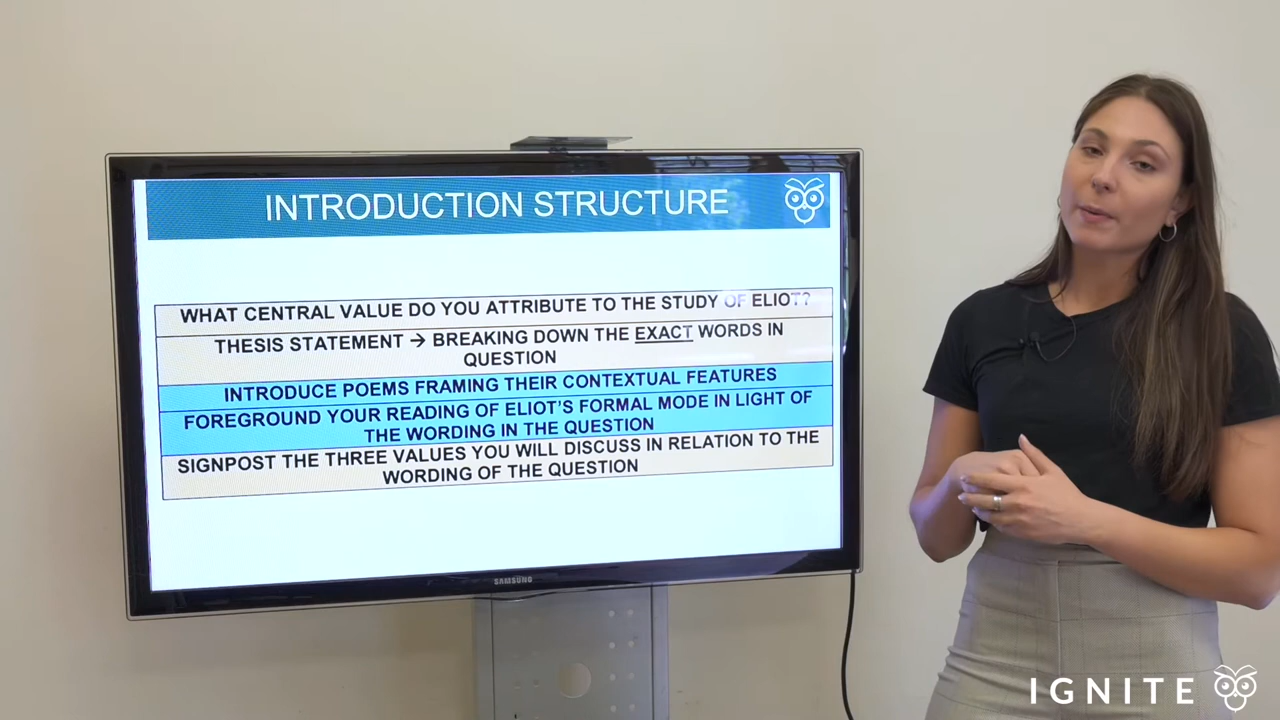 INTRODUCTION STRUCTURE
WHAT CENTRAL VALUE DO YOU ATTRIBUTE TO THE STUDY OF ELIOT?
THESIS STATEMENT → BREAKING DOWN THE EXACT WORDS IN
QUESTION
INTRODUCE POEMS FRAMING THEIR CONTEXTUAL FEATURES
FOREGROUND YOUR READING OF ELIOT'S FORMAL MODE IN LIGHT OF
THE WORDING IN THE QUESTION
SIGNPOST THE THREE VALUES YOU WILL DISCUSS IN RELATION TO THE
WORDING OF THE QUESTION
SAMSUNG
IGNITE